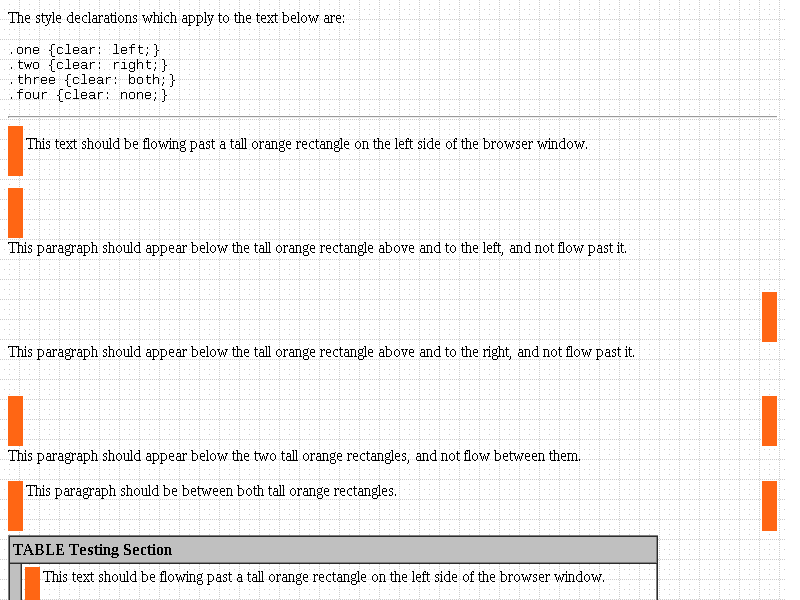 The style declarations which apply to the text below are:
.one {clear: left;}
.two {clear: right;}
.three {clear: both;}
.four {clear: none;}
This text should be flowing past a tall orange rectangle on the left side of the browser window.
This paragraph should appear below the tall orange rectangle above and to the left, and not flow past it.
This paragraph should appear below the tall orange rectangle above and to the right, and not flow past it.
This paragraph should appear below the two tall orange rectangles, and not flow between them.
This paragraph should be between both tall orange rectangles.
TABLE Testing Section
This text should be flowing past a tall orange rectangle on the left side of the browser window.